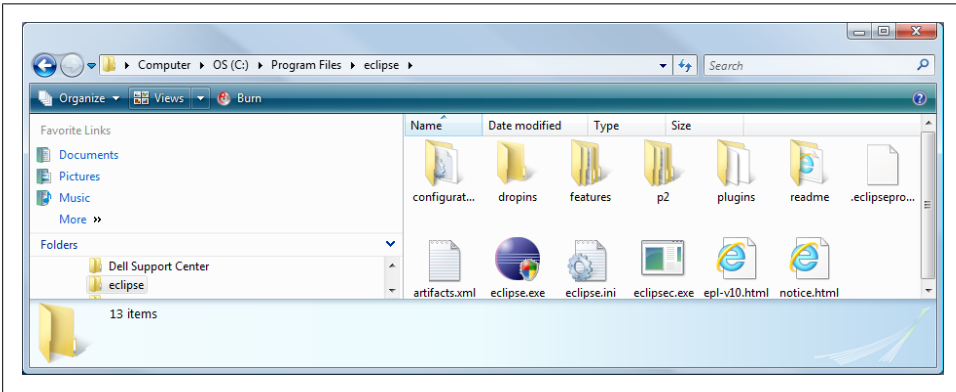 Computer ▸ OS (C:) ▸ Program Files ▸ eclipse ▸
Search
Organize Views Burn
Favorite Links
Documents
Pictures
Music
More »
Folders
Dell Support Center
eclipse
Name Date modified Type Size
configurat... dropins features p2 plugins readme .eclipsepro...
artifacts.xml eclipse.exe eclipse.ini eclipsec.exe epl-v10.html notice.html
13 items